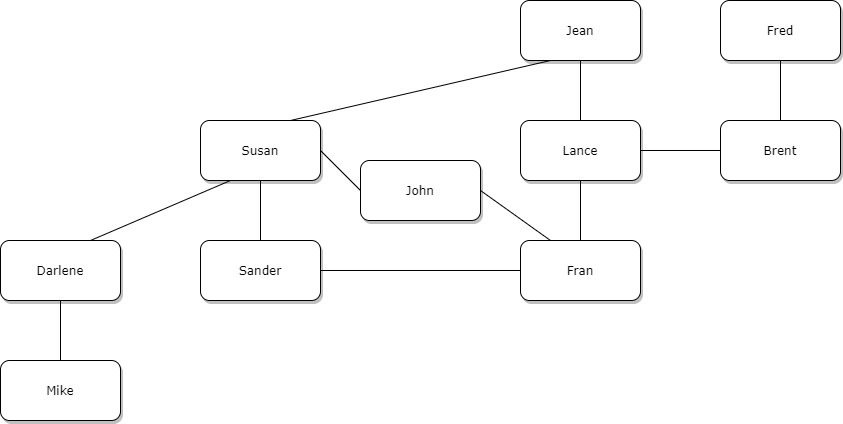 Jean
Fred
Susan
Lance
Brent
John
Darlene
Sander
Fran
Mike